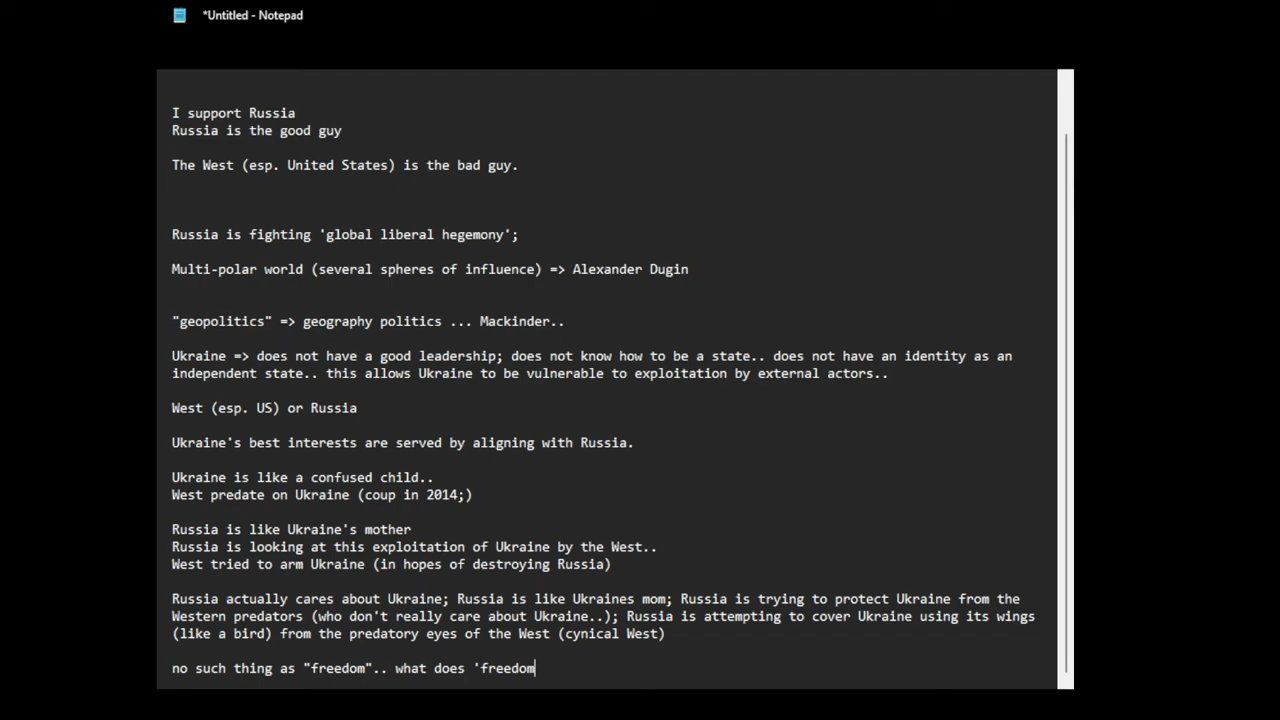 *Untitled - Notepad
I support Russia
Russia is the good guy
The West (esp. United States) is the bad guy.
Russia is fighting 'global liberal hegemony';
Multi-polar world (several spheres of influence) => Alexander Dugin
"geopolitics" => geography politics ... Mackinder..
Ukraine => does not have a good leadership; does not know how to be a state.. does not have an identity as an
independent state.. this allows Ukraine to be vulnerable to exploitation by external actors..
West (esp. US) or Russia
Ukraine's best interests are served by aligning with Russia.
Ukraine is like a confused child..
West predate on Ukraine (coup in 2014;)
Russia is like Ukraine's mother
Russia is looking at this exploitation of Ukraine by the West..
West tried to arm Ukraine (in hopes of destroying Russia)
Russia actually cares about Ukraine; Russia is like Ukraines mom; Russia is trying to protect Ukraine from the
Western predators (who don't really care about Ukraine..); Russia is attempting to cover Ukraine using its wings
(like a bird) from the predatory eyes of the West (cynical West)
no such thing as "freedom".. what does 'freedom